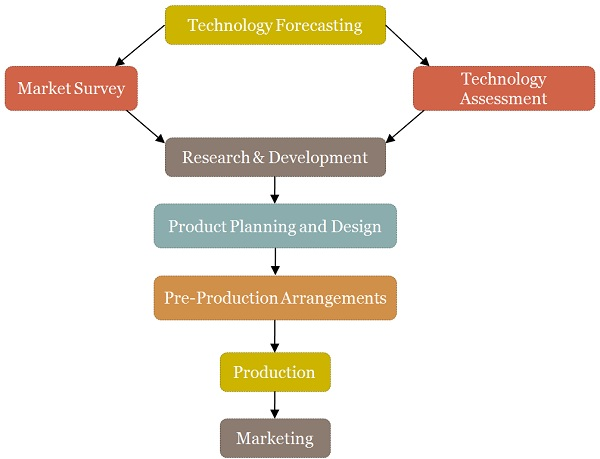 Technology Forecasting
Market Survey
Technology
Assessment
Research & Development
Product Planning and Design
Pre-Production Arrangements
Production
Marketing